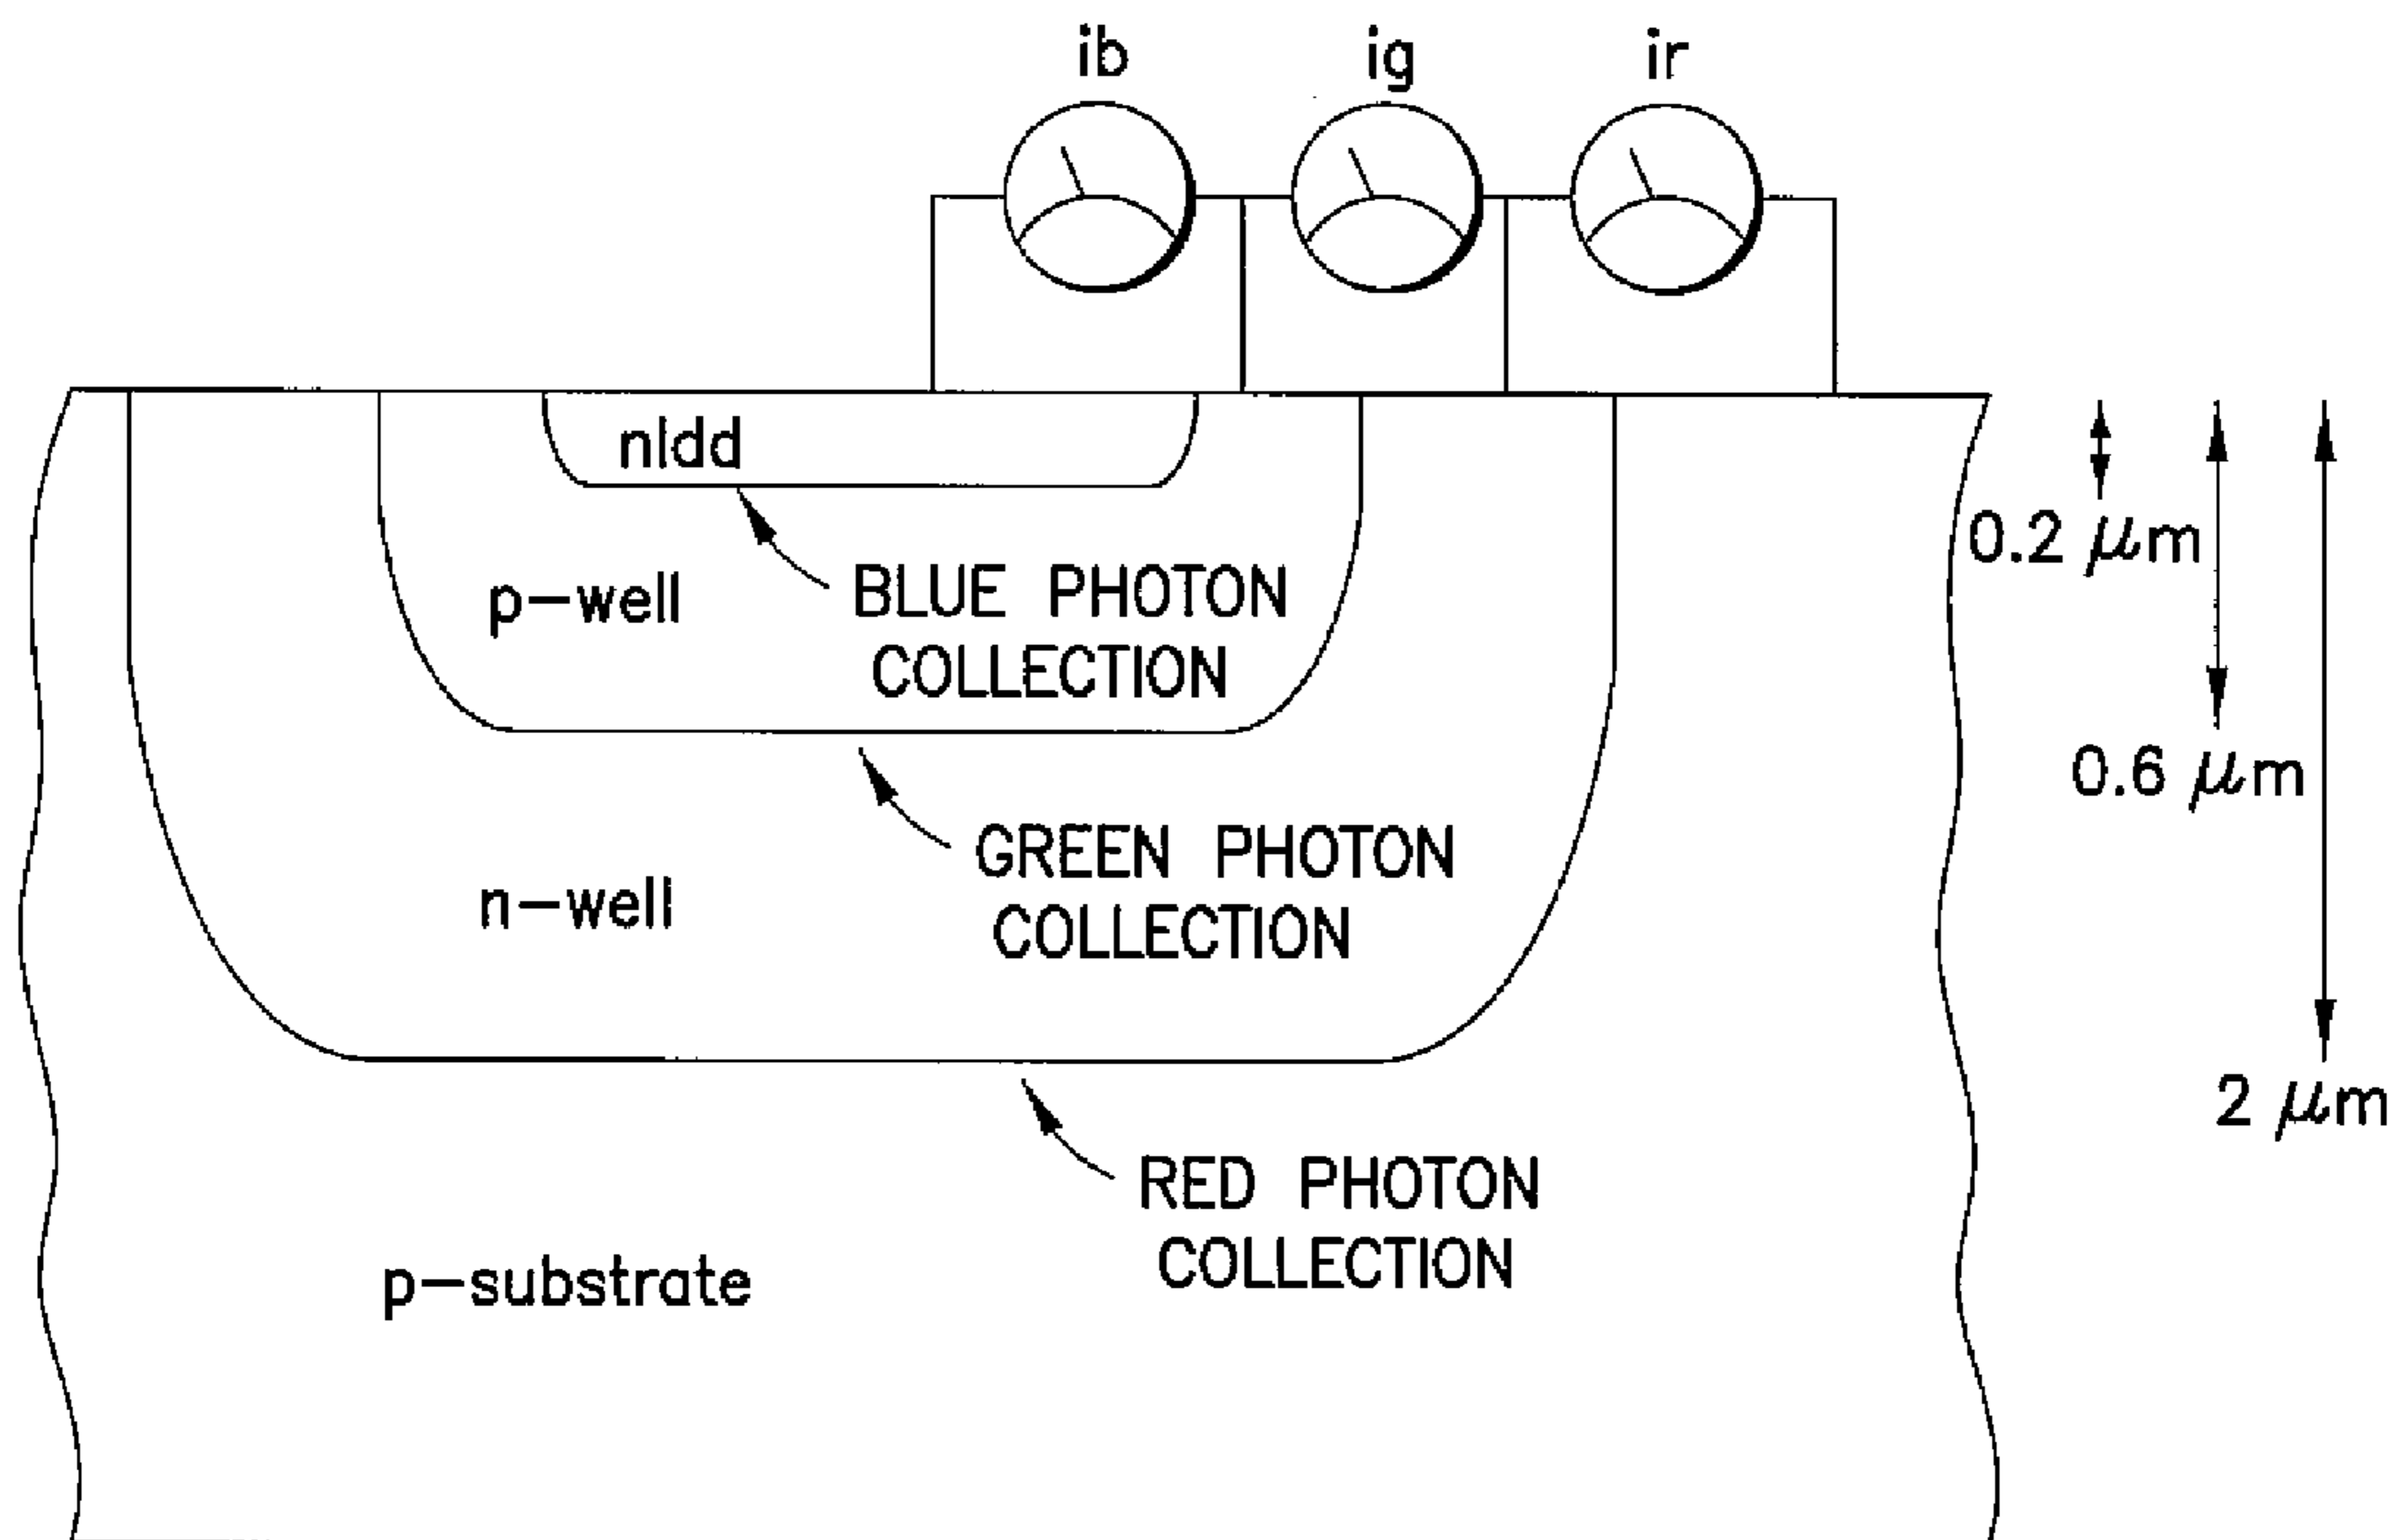 ib
ig
ir
nldd
0.2 μm
p-well
BLUE PHOTON
COLLECTION
0.6 μm
n-well
GREEN PHOTON
COLLECTION
2 μm
RED PHOTON
COLLECTION
p-substrate